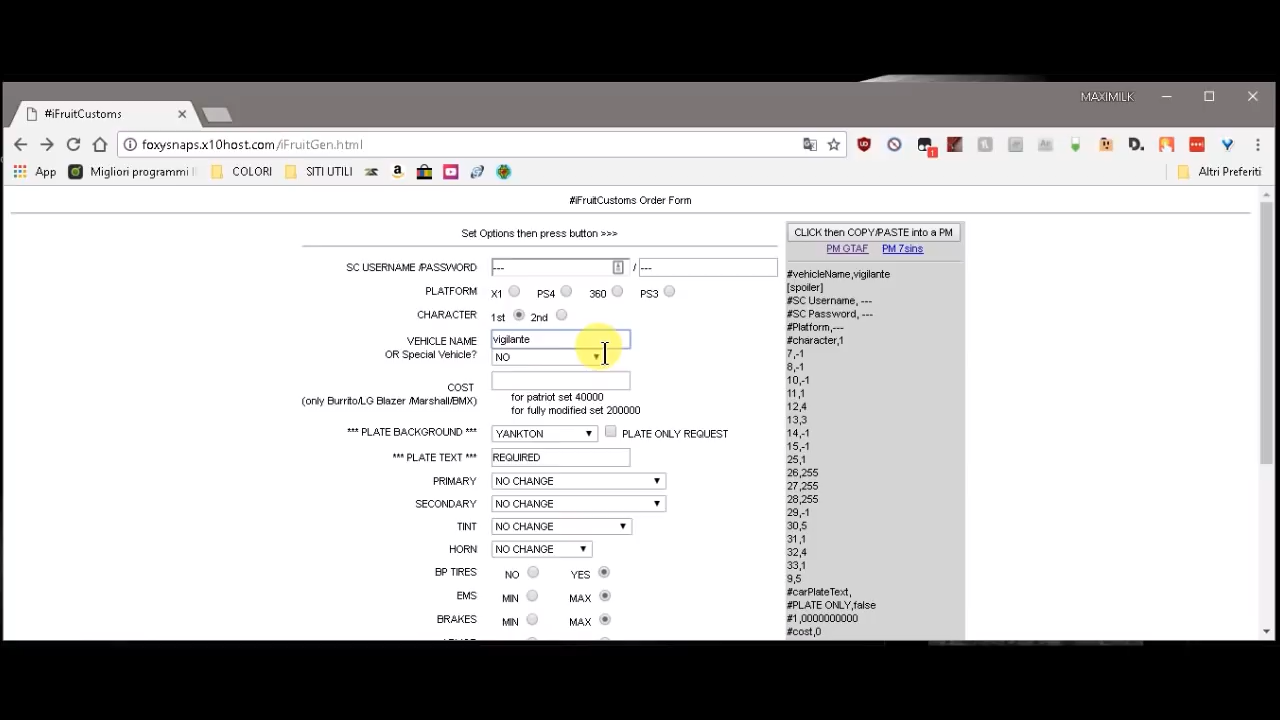 MAXIMILK
#iFruitCustoms
foxysnaps.x10host.com/iFruitGen.html
App Migliori programmi COLORI SITI UTILI Altri Preferiti
#iFruitCustoms Order Form
Set Options then press button >>>
SC USERNAME /PASSWORD --- / ---
PLATFORM X1 PS4 360 PS3
CHARACTER 1st 2nd
VEHICLE NAME vigilante
OR Special Vehicle? NO
COST
(only Burrito/LG Blazer /Marshall/BMX)
for patriot set 40000
for fully modified set 200000
*** PLATE BACKGROUND *** YANKTON PLATE ONLY REQUEST
*** PLATE TEXT *** REQUIRED
PRIMARY NO CHANGE
SECONDARY NO CHANGE
TINT NO CHANGE
HORN NO CHANGE
BP TIRES NO YES
EMS MIN MAX
BRAKES MIN MAX
CLICK then COPY/PASTE into a PM
PM GTAF PM 7sins
#vehicleName,vigilante
[spoiler]
#SC Username, ---
#SC Password, ---
#Platform,---
#character,1
7,-1
8,-1
10,-1
11,1
12,4
13,3
14,-1
15,-1
25,1
26,255
27,255
28,255
29,-1
30,5
31,1
32,4
33,1
9,5
#carPlateText,
#PLATE ONLY,false
#1,0000000000
#cost,0